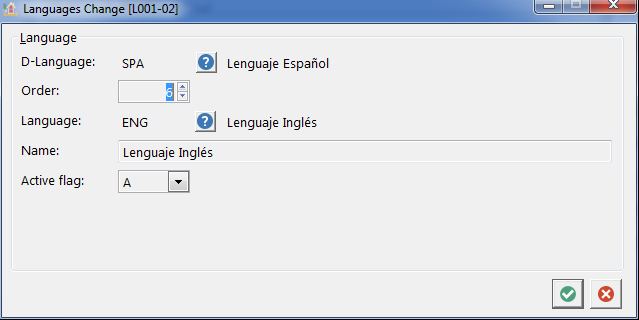 Languages Change [L001-02]
Language
D-Language: SPA ? Lenguaje Español
Order: 6
Language: ENG ? Lenguaje Inglés
Name: Lenguaje Inglés
Active flag: A